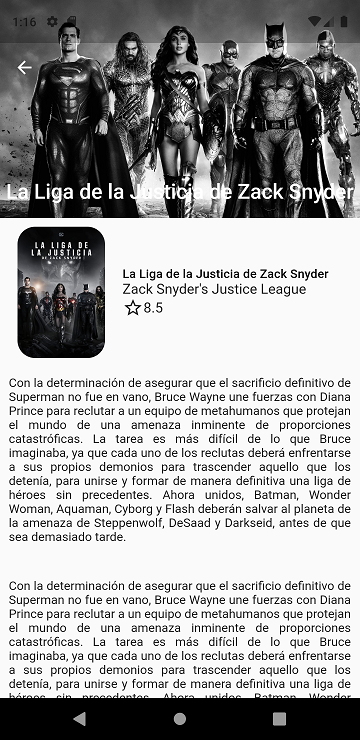 1:16
La Liga de la Justicia de Zack Snyder
LA LIGA DE
LA JUSTICIA
DE ZACK SNYDER
La Liga de la Justicia de Zack Snyder
Zack Snyder's Justice League
8.5
Con la determinación de asegurar que el sacrificio definitivo de
Superman no fue en vano, Bruce Wayne une fuerzas con Diana
Prince para reclutar a un equipo de metahumanos que protejan
el mundo de una amenaza inminente de proporciones
catastróficas. La tarea es más difícil de lo que Bruce
imaginaba, ya que cada uno de los reclutas deberá enfrentarse
a sus propios demonios para trascender aquello que los
detenía, para unirse y formar de manera definitiva una liga de
héroes sin precedentes. Ahora unidos, Batman, Wonder
Woman, Aquaman, Cyborg y Flash deberán salvar al planeta de
la amenaza de Steppenwolf, DeSaad y Darkseid, antes de que
sea demasiado tarde.
Con la determinación de asegurar que el sacrificio definitivo de
Superman no fue en vano, Bruce Wayne une fuerzas con Diana
Prince para reclutar a un equipo de metahumanos que protejan
el mundo de una amenaza inminente de proporciones
catastróficas. La tarea es más difícil de lo que Bruce
imaginaba, ya que cada uno de los reclutas deberá enfrentarse
a sus propios demonios para trascender aquello que los
detenía, para unirse y formar de manera definitiva una liga de
héroes sin precedentes. Ahora unidos, Batman, Wonder